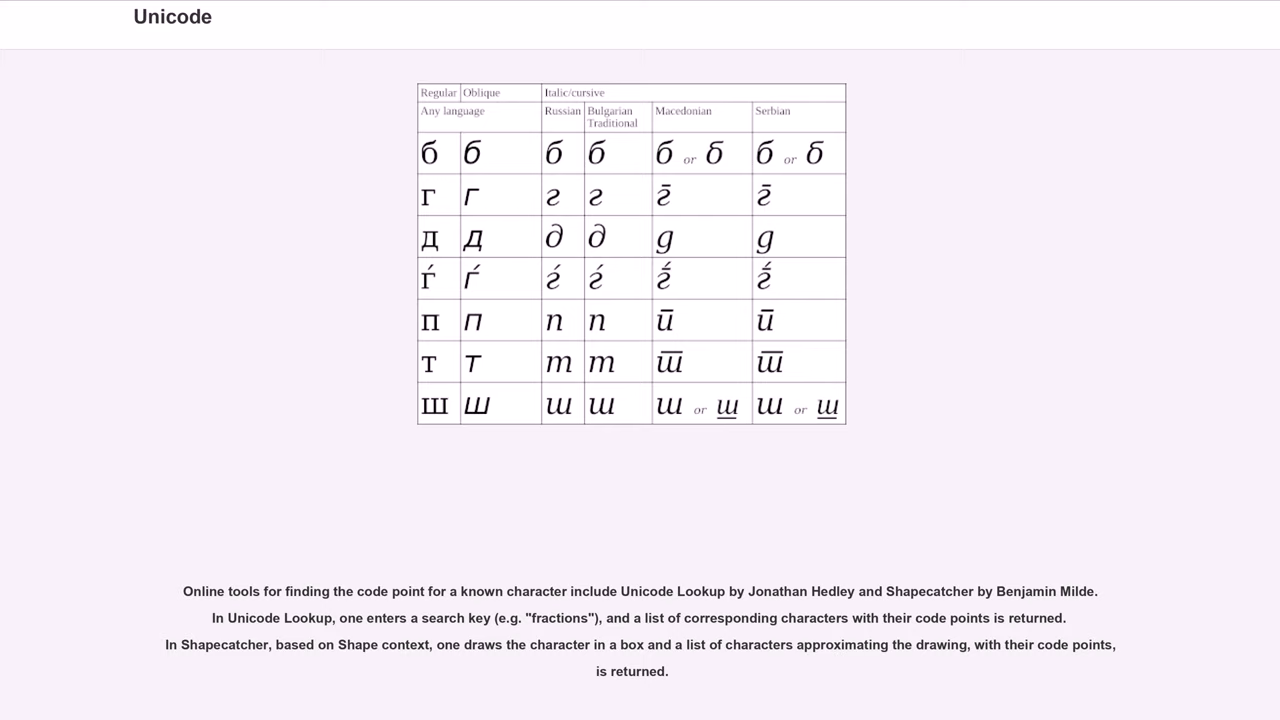 Unicode
Regular Oblique Italic/cursive
Any language Russian Bulgarian Traditional Macedonian Serbian
б б б б б or б б or б
г г г г г̄ г̄
д д д д g g
ѓ ѓ ѓ ѓ ѓ̄ ѓ̄
п п п п п̄ п̄
т т т т т̄ т̄
ш ш ш ш ш or ш̱ ш or ш̱
Online tools for finding the code point for a known character include Unicode Lookup by Jonathan Hedley and Shapecatcher by Benjamin Milde.
In Unicode Lookup, one enters a search key (e.g. "fractions"), and a list of corresponding characters with their code points is returned.
In Shapecatcher, based on Shape context, one draws the character in a box and a list of characters approximating the drawing, with their code points,
is returned.